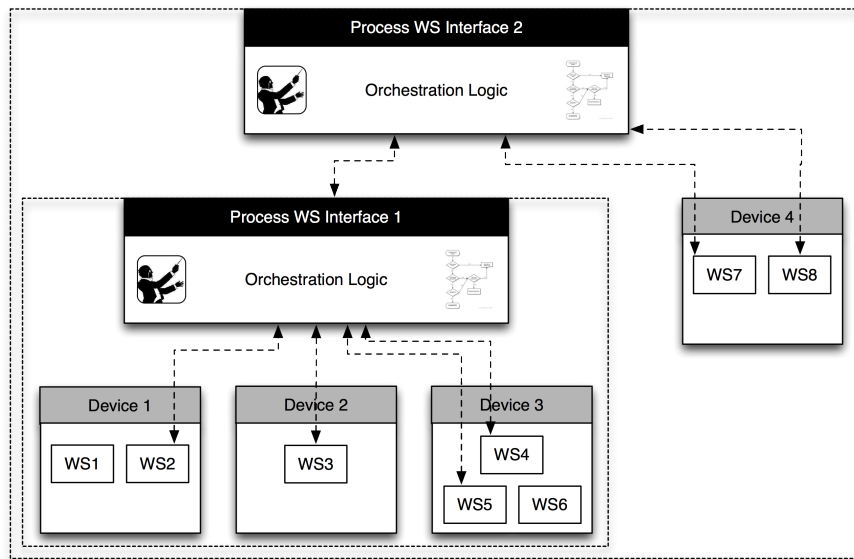 Process WS Interface 2
Orchestration Logic
Process WS Interface 1
Orchestration Logic
Device 4
WS7
WS8
Device 1
Device 2
Device 3
WS1
WS2
WS3
WS4
WS5
WS6